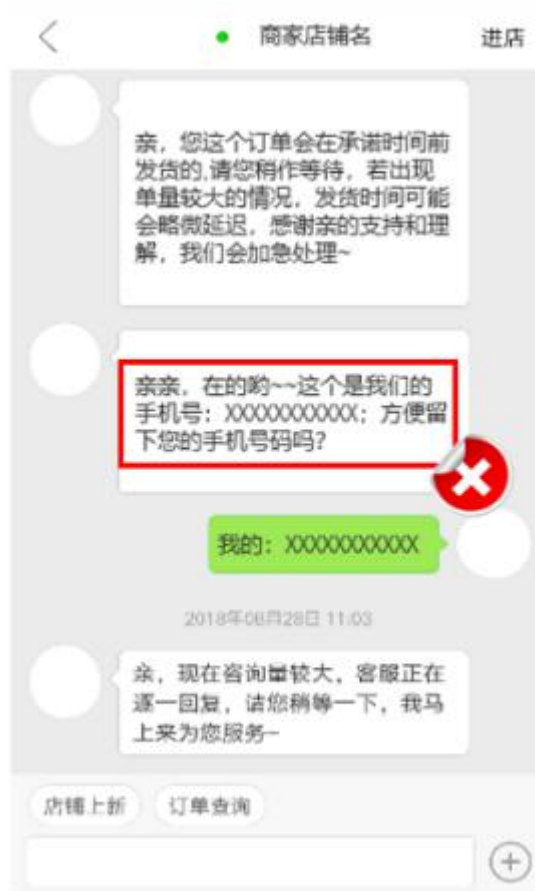 商家店铺名
进店
亲，您这个订单会在承诺时间前
发货的,请您稍作等待，若出现
单量较大的情况，发货时间可能
会略微延迟，感谢亲的支持和理
解，我们会加急处理~
亲亲，在的哟~~这个是我们的
手机号：XXXXXXXXXXX；方便留
下您的手机号码吗？
我的：XXXXXXXXXXX
2018年08月28日 11:03
亲，现在咨询量较大，客服正在
逐一回复，请您稍等一下，我马
上来为您服务~
店铺上新
订单查询